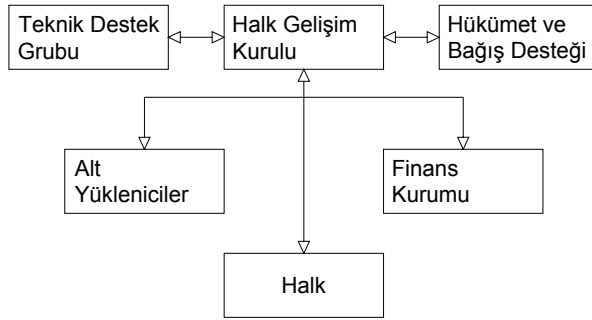 Teknik Destek
Grubu
Halk Gelişim
Kurulu
Hükümet ve
Bağış Desteği
Alt
Yükleniciler
Finans
Kurumu
Halk